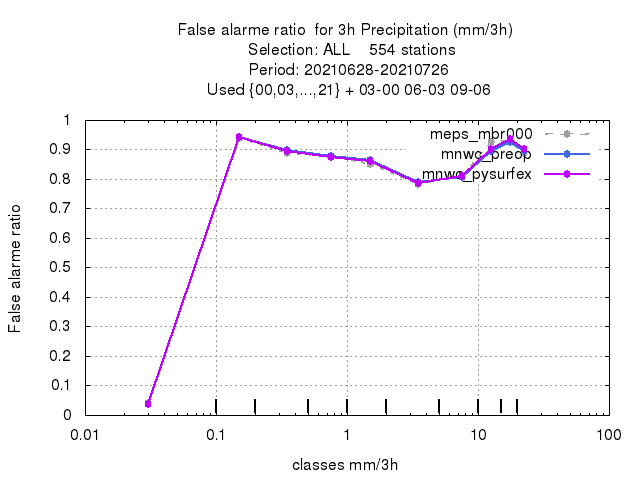 False alarme ratio  for 3h Precipitation (mm/3h)
Selection: ALL    554 stations
Period: 20210628-20210726
Used {00,03,...,21} + 03-00 06-03 09-06
meps_mbr000
mnwc_preop
mnwc_pysurfex
1
0.9
0.8
0.7
0.6
0.5
0.4
0.3
0.2
0.1
0
False alarme ratio
0.01 0.1 1 10 100
classes mm/3h